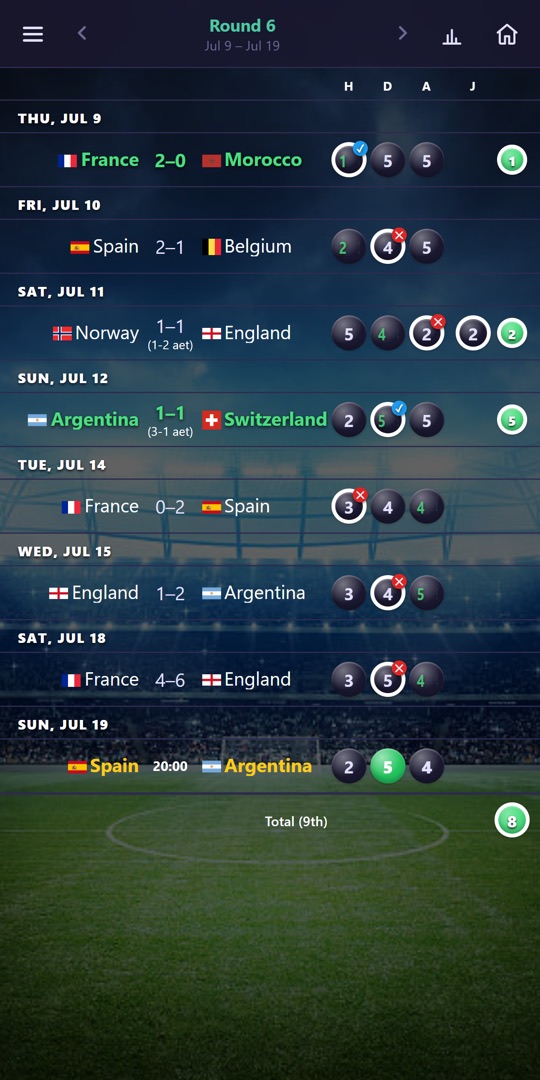 Round 6
Jul 9 – Jul 19
H D A J
THU, JUL 9
France 2–0 Morocco 1 5 5 1
FRI, JUL 10
Spain 2–1 Belgium 2 4 5
SAT, JUL 11
Norway 1–1 England 5 4 2 2 2
(1-2 aet)
SUN, JUL 12
Argentina 1–1 Switzerland 2 5 5 5
(3-1 aet)
TUE, JUL 14
France 0–2 Spain 3 4 4
WED, JUL 15
England 1–2 Argentina 3 4 5
SAT, JUL 18
France 4–6 England 3 5 4
SUN, JUL 19
Spain 20:00 Argentina 2 5 4
Total (9th) 8